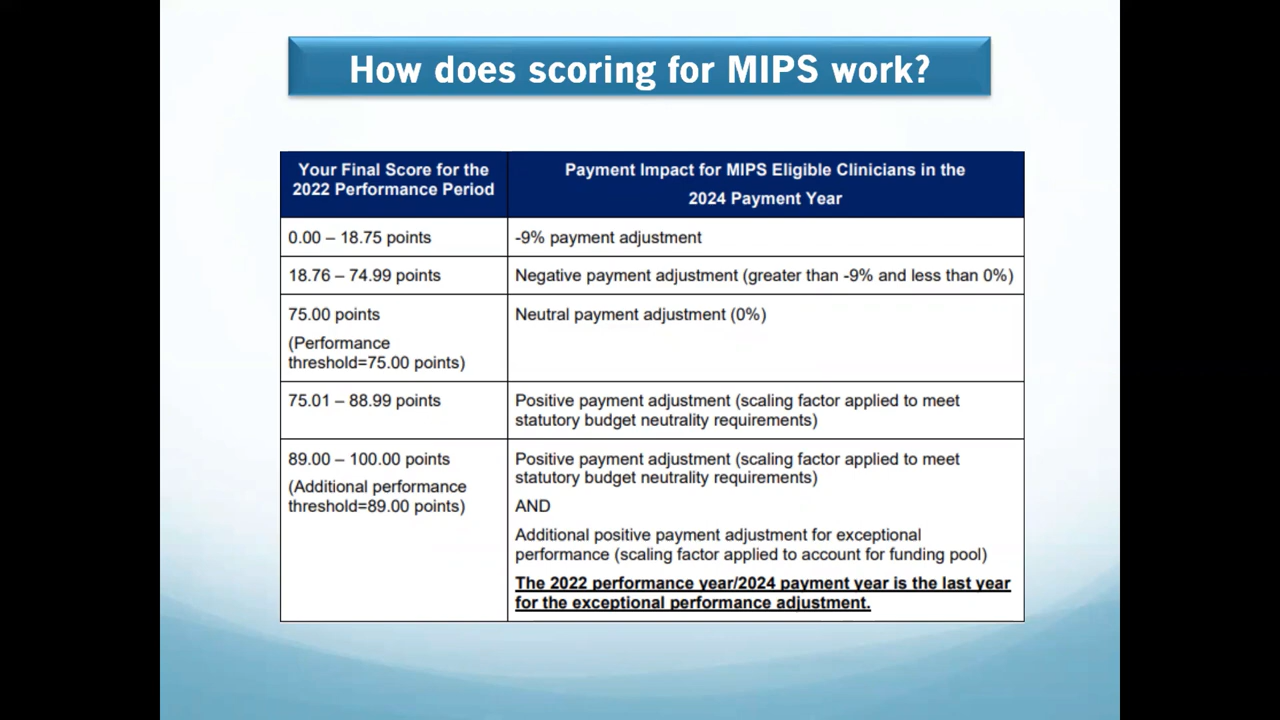 How does scoring for MIPS work?
Your Final Score for the
2022 Performance Period
Payment Impact for MIPS Eligible Clinicians in the
2024 Payment Year
0.00 – 18.75 points
-9% payment adjustment
18.76 – 74.99 points
Negative payment adjustment (greater than -9% and less than 0%)
75.00 points
(Performance
threshold=75.00 points)
Neutral payment adjustment (0%)
75.01 – 88.99 points
Positive payment adjustment (scaling factor applied to meet
statutory budget neutrality requirements)
89.00 – 100.00 points
(Additional performance
threshold=89.00 points)
Positive payment adjustment (scaling factor applied to meet
statutory budget neutrality requirements)
AND
Additional positive payment adjustment for exceptional
performance (scaling factor applied to account for funding pool)
The 2022 performance year/2024 payment year is the last year
for the exceptional performance adjustment.